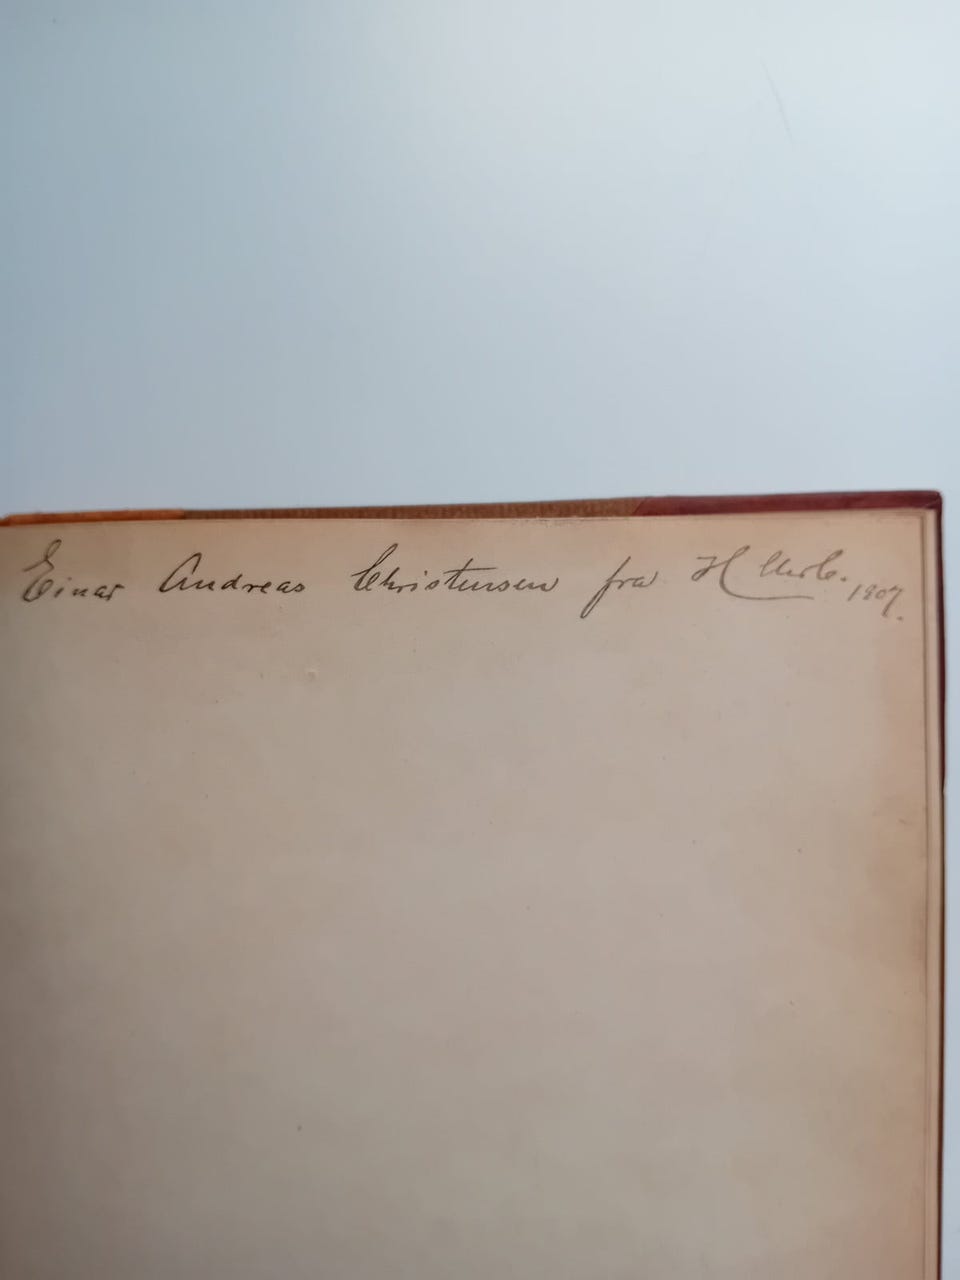 Einar Andreas Christensen fra H 1907.